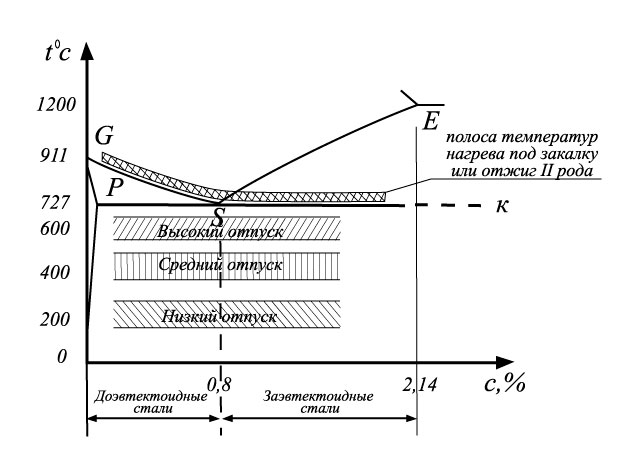 t°c
1200
E
G
полоса температур
нагрева под закалку
или отжиг II рода
911
P
727
S
к
600
Высокий отпуск
400
Средний отпуск
200
Низкий отпуск
0
0,8
2,14
c,%
Доэвтектоидные
стали
Заэвтектоидные
стали